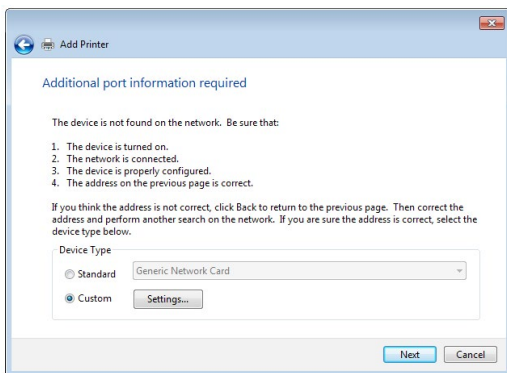 Add Printer
Additional port information required
The device is not found on the network. Be sure that:
1. The device is turned on.
2. The network is connected.
3. The device is properly configured.
4. The address on the previous page is correct.
If you think the address is not correct, click Back to return to the previous page. Then correct the
address and perform another search on the network. If you are sure the address is correct, select the
device type below.
Device Type
Standard
Generic Network Card
Custom
Settings...
Next
Cancel